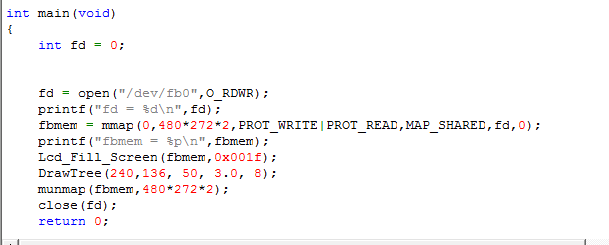 int main(void)
{
    int fd = 0;
    fd = open("/dev/fb0",O_RDWR);
    printf("fd = %d\n",fd);
    fbmem = mmap(0,480*272*2,PROT_WRITE|PROT_READ,MAP_SHARED,fd,0);
    printf("fbmem = %p\n",fbmem);
    Lcd_Fill_Screen(fbmem,0x001f);
    DrawTree(240,136, 50, 3.0, 8);
    munmap(fbmem,480*272*2);
    close(fd);
    return 0;